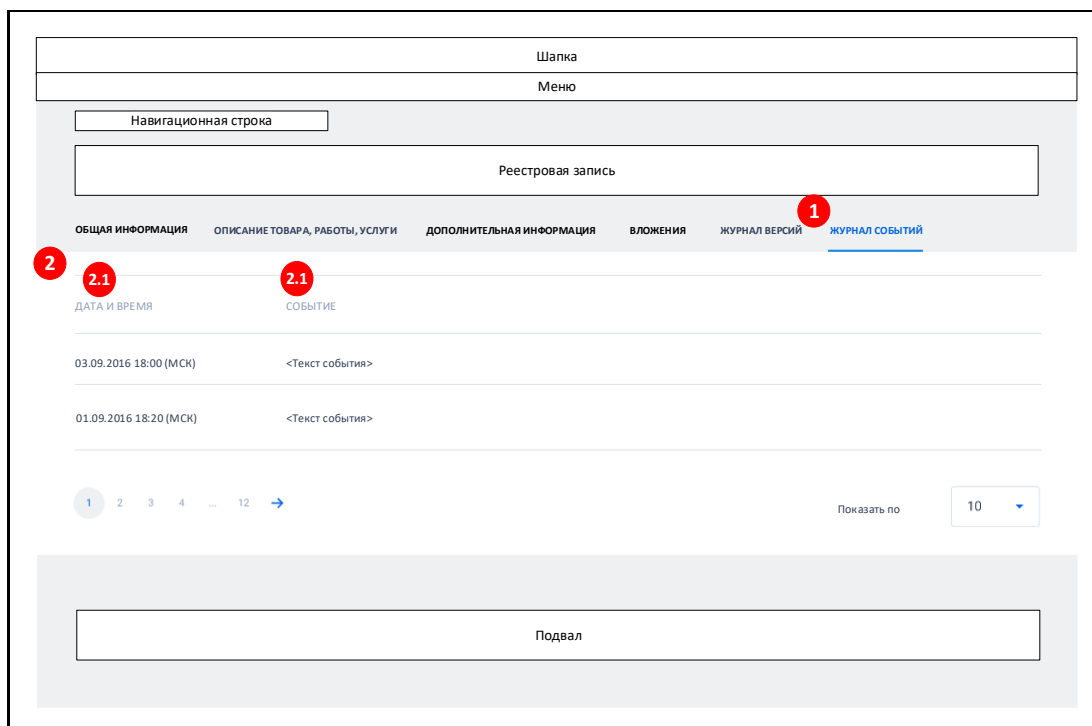 Шапка
Меню
Навигационная строка
Реестровая запись
1
ОБЩАЯ ИНФОРМАЦИЯ ОПИСАНИЕ ТОВАРА, РАБОТЫ, УСЛУГИ ДОПОЛНИТЕЛЬНАЯ ИНФОРМАЦИЯ ВЛОЖЕНИЯ ЖУРНАЛ ВЕРСИЙ ЖУРНАЛ СОБЫТИЙ
2
2.1 2.1
ДАТА И ВРЕМЯ СОБЫТИЕ
03.09.2016 18:00 (МСК) <Текст события>
01.09.2016 18:20 (МСК) <Текст события>
1 2 3 4 ... 12 → Показать по 10
Подвал